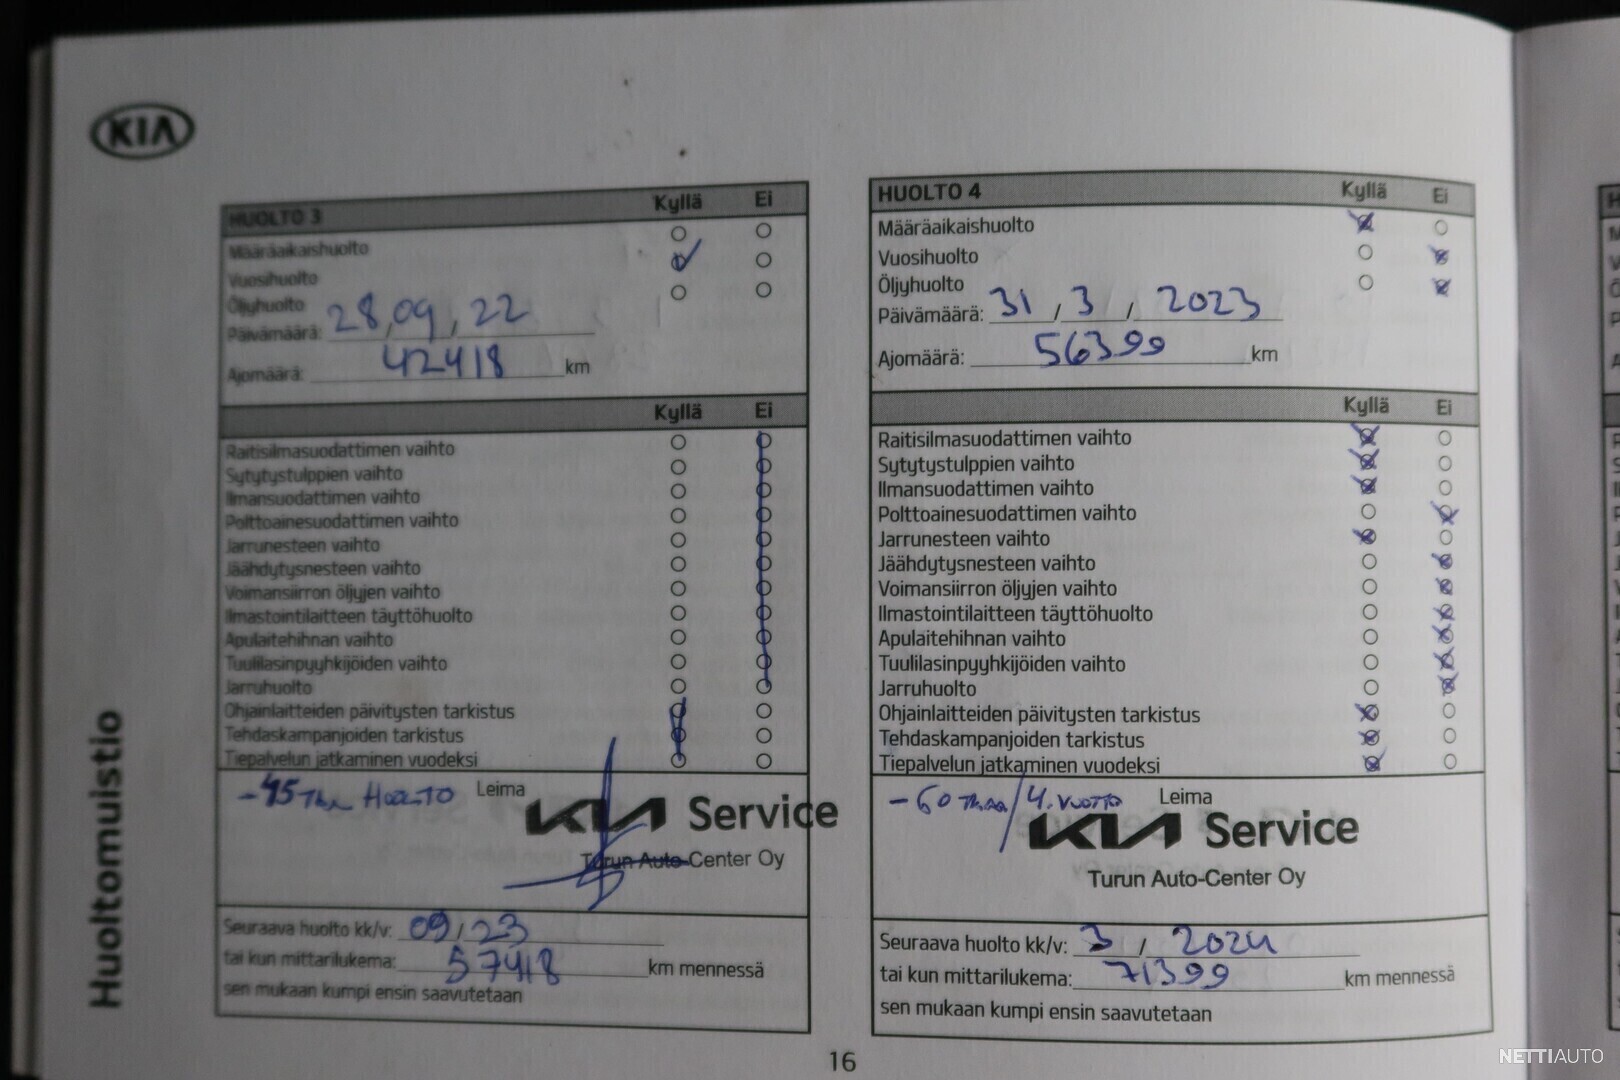 KIA
HUOLTO 3 Kyllä Ei
Määräaikaishuolto
Vuosihuolto
Öljyhuolto
Päivämäärä: 28,09,22
Ajomäärä: 42418 km
Kyllä Ei
Raitisilmasuodattimen vaihto
Sytytystulppien vaihto
Ilmansuodattimen vaihto
Polttoainesuodattimen vaihto
Jarrunesteen vaihto
Jäähdytysnesteen vaihto
Voimansiirron öljyjen vaihto
Ilmastointilaitteen täyttöhuolto
Apulaitehihnan vaihto
Tuulilasinpyyhkijöiden vaihto
Jarruhuolto
Ohjainlaitteiden päivitysten tarkistus
Tehdaskampanjoiden tarkistus
Tiepalvelun jatkaminen vuodeksi
-45 HUOLTO Leima
KIA Service
Turun Auto-Center Oy
Seuraava huolto kk/v: 09/23
tai kun mittarilukema: 57418 km mennessä
sen mukaan kumpi ensin saavutetaan
HUOLTO 4 Kyllä Ei
Määräaikaishuolto
Vuosihuolto
Öljyhuolto
Päivämäärä: 31/3/2023
Ajomäärä: 56399 km
Kyllä Ei
Raitisilmasuodattimen vaihto
Sytytystulppien vaihto
Ilmansuodattimen vaihto
Polttoainesuodattimen vaihto
Jarrunesteen vaihto
Jäähdytysnesteen vaihto
Voimansiirron öljyjen vaihto
Ilmastointilaitteen täyttöhuolto
Apulaitehihnan vaihto
Tuulilasinpyyhkijöiden vaihto
Jarruhuolto
Ohjainlaitteiden päivitysten tarkistus
Tehdaskampanjoiden tarkistus
Tiepalvelun jatkaminen vuodeksi
-60 / 4. VUOTTO Leima
KIA Service
Turun Auto-Center Oy
Seuraava huolto kk/v: 3/2024
tai kun mittarilukema: 71399 km mennessä
sen mukaan kumpi ensin saavutetaan
Huoltomuistio
16
NETTIAUTO